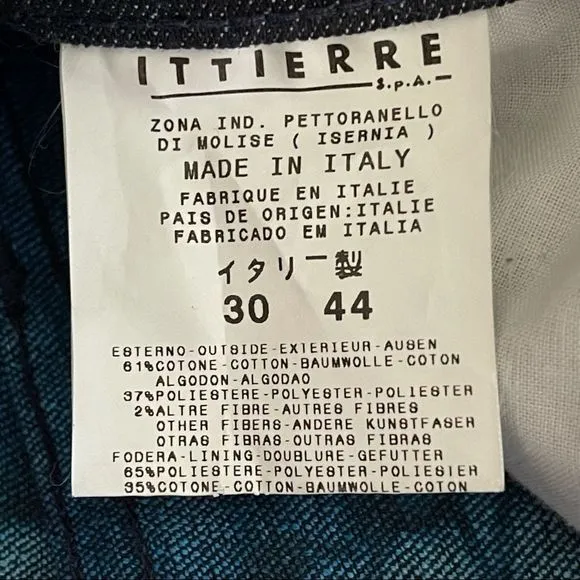 ITTIERRE
S.p.A.
ZONA IND. PETTORANELLO
DI MOLISE ( ISERNIA )
MADE IN ITALY
FABRIQUE EN ITALIE
PAIS DE ORIGEN:ITALIE
FABRICADO EM ITALIA
イタリー製
30 44
ESTERNO-OUTSIDE-EXTERIEUR-AUSEN
61%COTONE-COTTON-BAUMWOLLE-COTON
ALGODON-ALGODAO
37%POLIESTERE-POLYESTER-POLIESTER
2%ALTRE FIBRE-AUTRES FIBRES
OTHER FIBERS-ANDERE KUNSTFASER
OTRAS FIBRAS-OUTRAS FIBRAS
FODERA-LINING-DOUBLURE-GEFUTTER
65%POLIESTERE-POLYESTER-POLYESTER
35%COTONE-COTTON-BAUMWOLLE-COTON